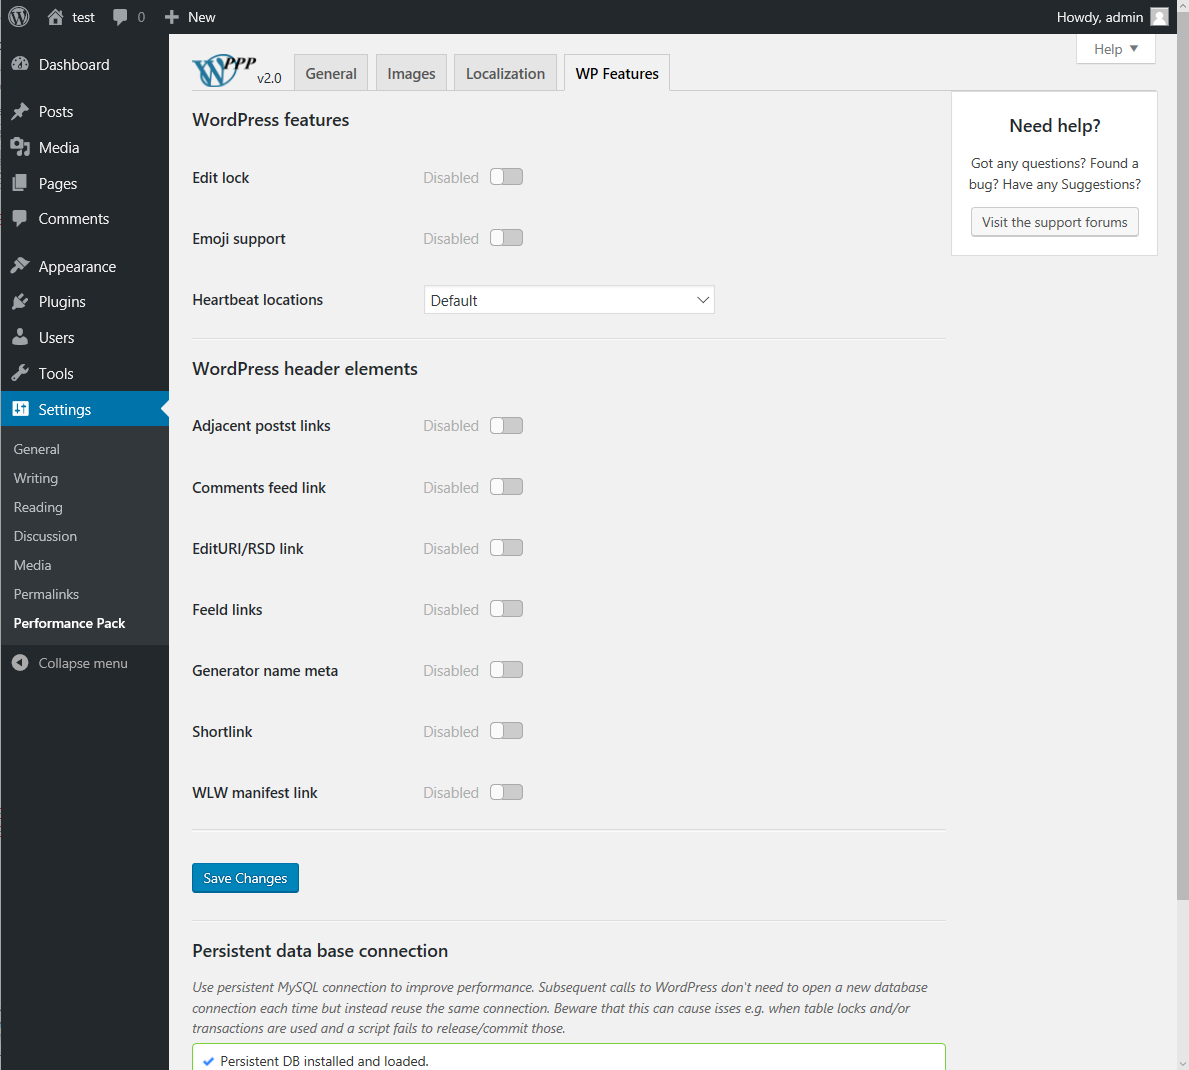 test 0 New Howdy, admin
Help
Dashboard
Posts
Media
Pages
Comments
Appearance
Plugins
Users
Tools
Settings
General
Writing
Reading
Discussion
Media
Permalinks
Performance Pack
Collapse menu
WPPP v2.0 General Images Localization WP Features
WordPress features
Edit lock Disabled
Emoji support Disabled
Heartbeat locations Default
WordPress header elements
Adjacent postst links Disabled
Comments feed link Disabled
EditURI/RSD link Disabled
Feeld links Disabled
Generator name meta Disabled
Shortlink Disabled
WLW manifest link Disabled
Save Changes
Persistent data base connection
Use persistent MySQL connection to improve performance. Subsequent calls to WordPress don't need to open a new database
connection each time but instead reuse the same connection. Beware that this can cause isses e.g. when table locks and/or
transactions are used and a script fails to release/commit those.
Persistent DB installed and loaded.
Need help?
Got any questions? Found a
bug? Have any Suggestions?
Visit the support forums